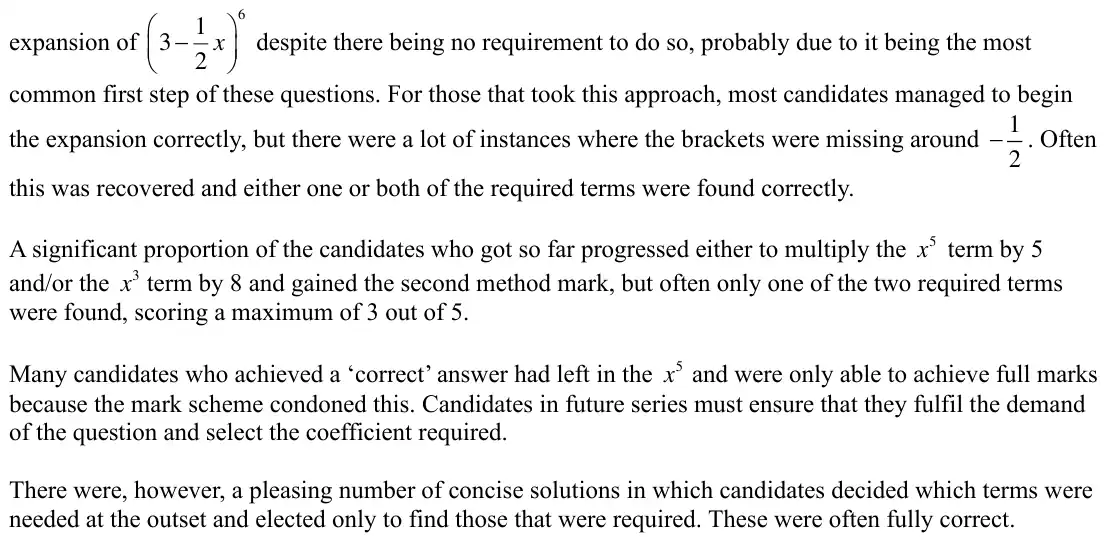 expansion of (3 − 1/2 x)^6 despite there being no requirement to do so, probably due to it being the most
common first step of these questions. For those that took this approach, most candidates managed to begin
the expansion correctly, but there were a lot of instances where the brackets were missing around −1/2. Often
this was recovered and either one or both of the required terms were found correctly.
A significant proportion of the candidates who got so far progressed either to multiply the x^5 term by 5
and/or the x^3 term by 8 and gained the second method mark, but often only one of the two required terms
were found, scoring a maximum of 3 out of 5.
Many candidates who achieved a ‘correct’ answer had left in the x^5 and were only able to achieve full marks
because the mark scheme condoned this. Candidates in future series must ensure that they fulfil the demand
of the question and select the coefficient required.
There were, however, a pleasing number of concise solutions in which candidates decided which terms were
needed at the outset and elected only to find those that were required. These were often fully correct.